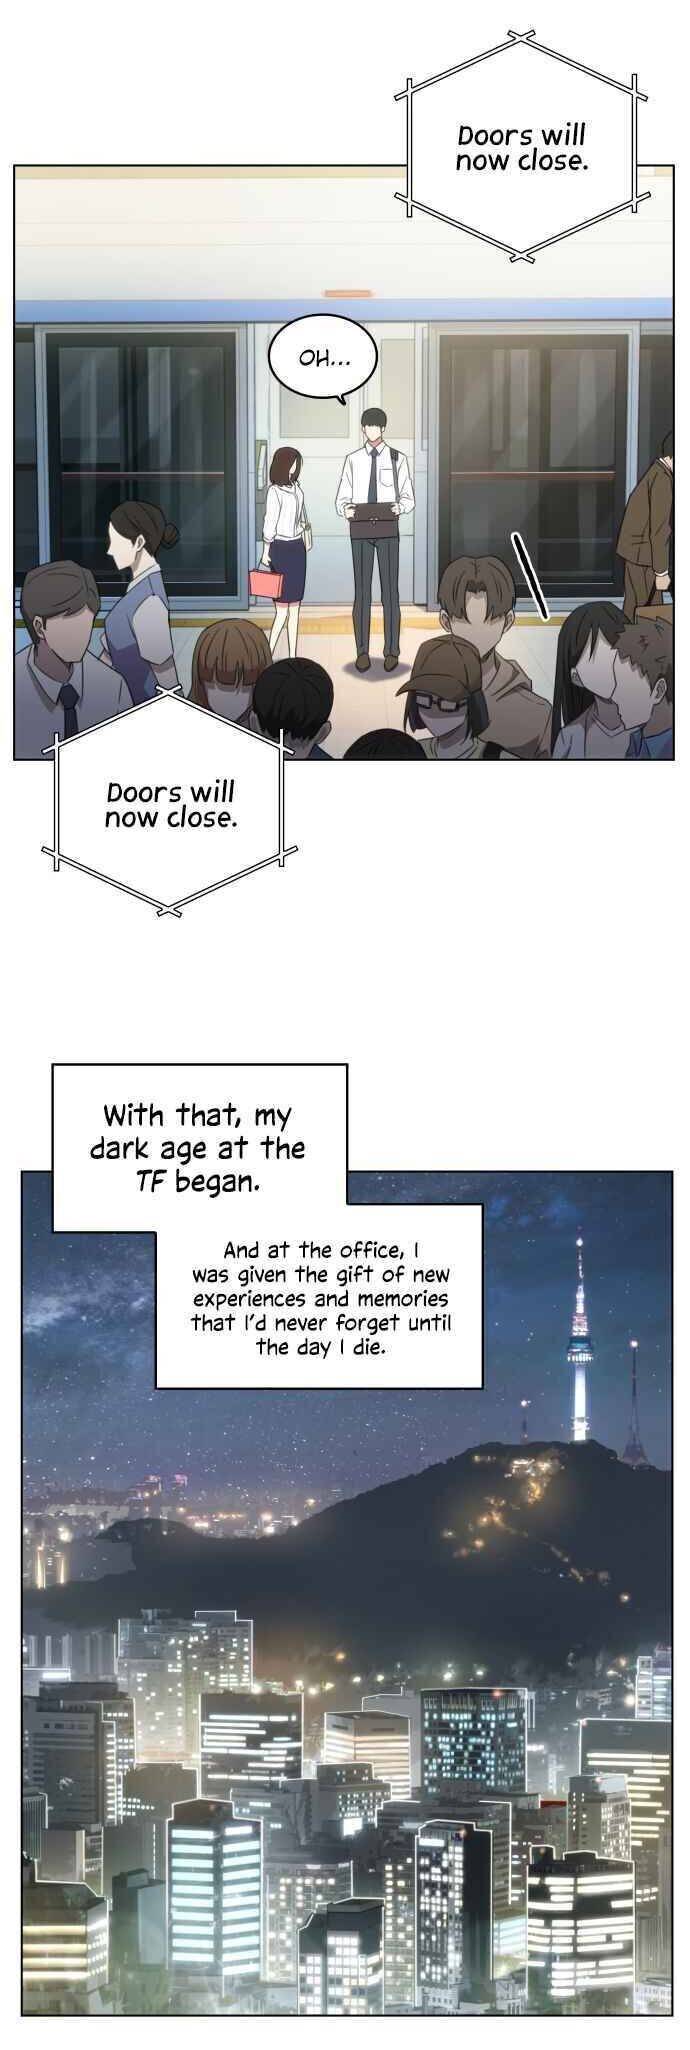 Doors will
now close.
OH...
Doors will
now close.
With that, my
dark age at the
TF began.
And at the office, I
was given the gift of new
experiences and memories
that I'd never forget until
the day I die.